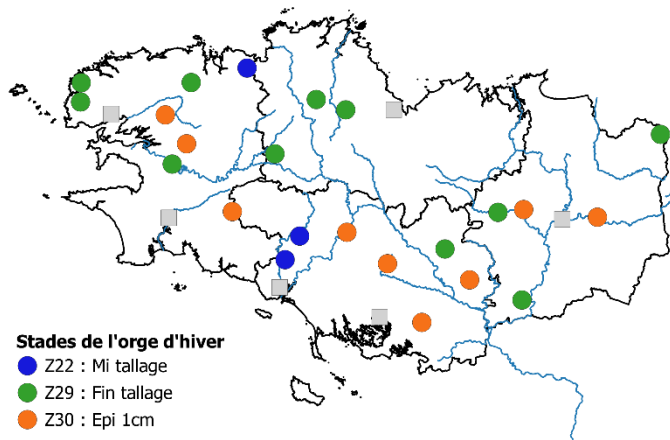 Stades de l'orge d'hiver
Z22 : Mi tallage
Z29 : Fin tallage
Z30 : Epi 1cm